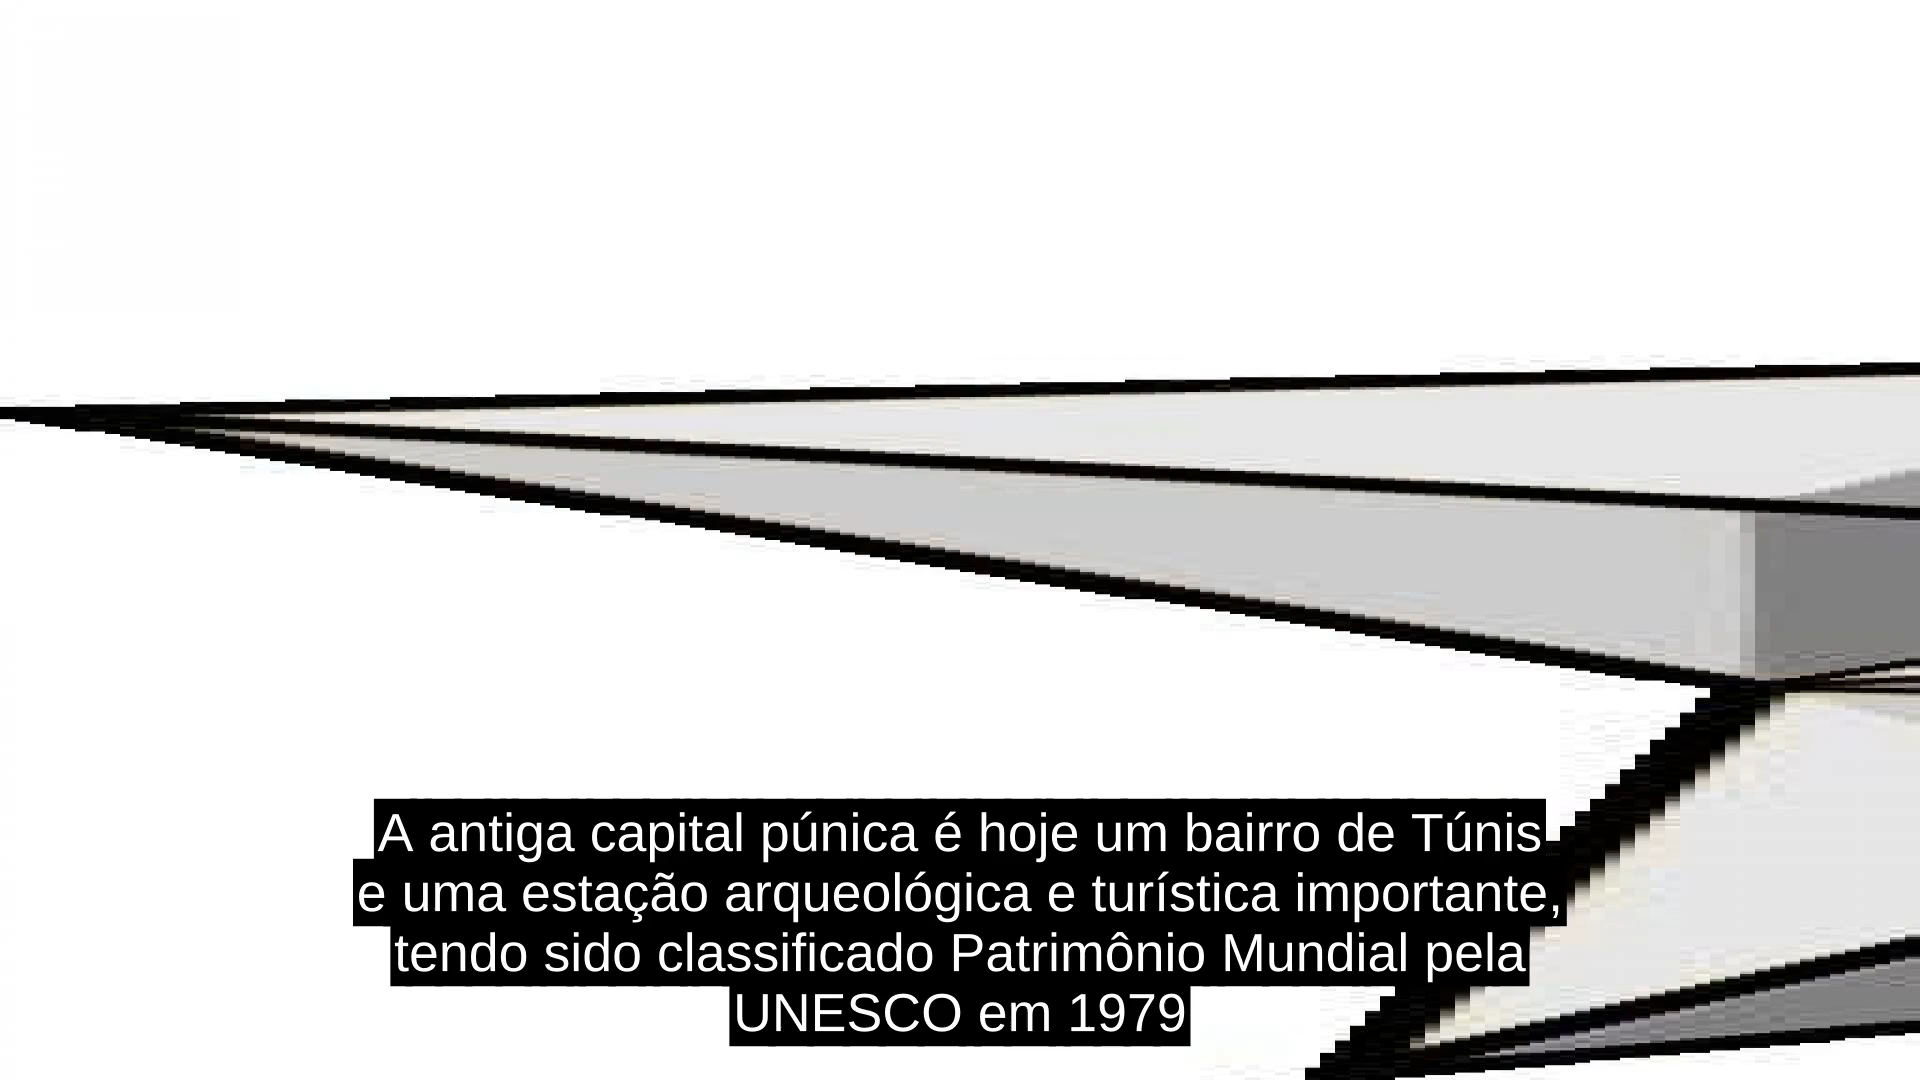 A antiga capital púnica é hoje um bairro de Túnis
e uma estação arqueológica e turística importante,
tendo sido classificado Patrimônio Mundial pela
UNESCO em 1979